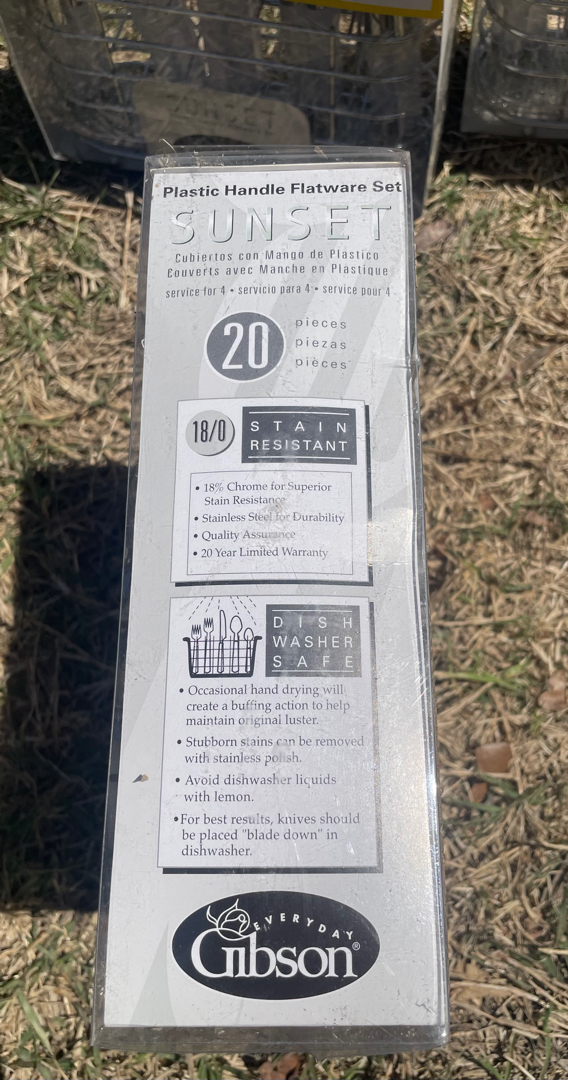 Plastic Handle Flatware Set
SUNSET
Cubiertos con Mango de Plastico
Couverts avec Manche en Plastique
service for 4 • servicio para 4 • service pour 4
20
pieces
piezas
pièces
18/0
STAIN
RESISTANT
• 18% Chrome for Superior
Stain Resistance
• Stainless Steel for Durability
• Quality Assurance
• 20 Year Limited Warranty
DISH
WASHER
SAFE
• Occasional hand drying will
create a buffing action to help
maintain original luster.
• Stubborn stains can be removed
with stainless polish.
• Avoid dishwasher liquids
with lemon.
•For best results, knives should
be placed "blade down" in
dishwasher.
EVERYDAY
Gibson®